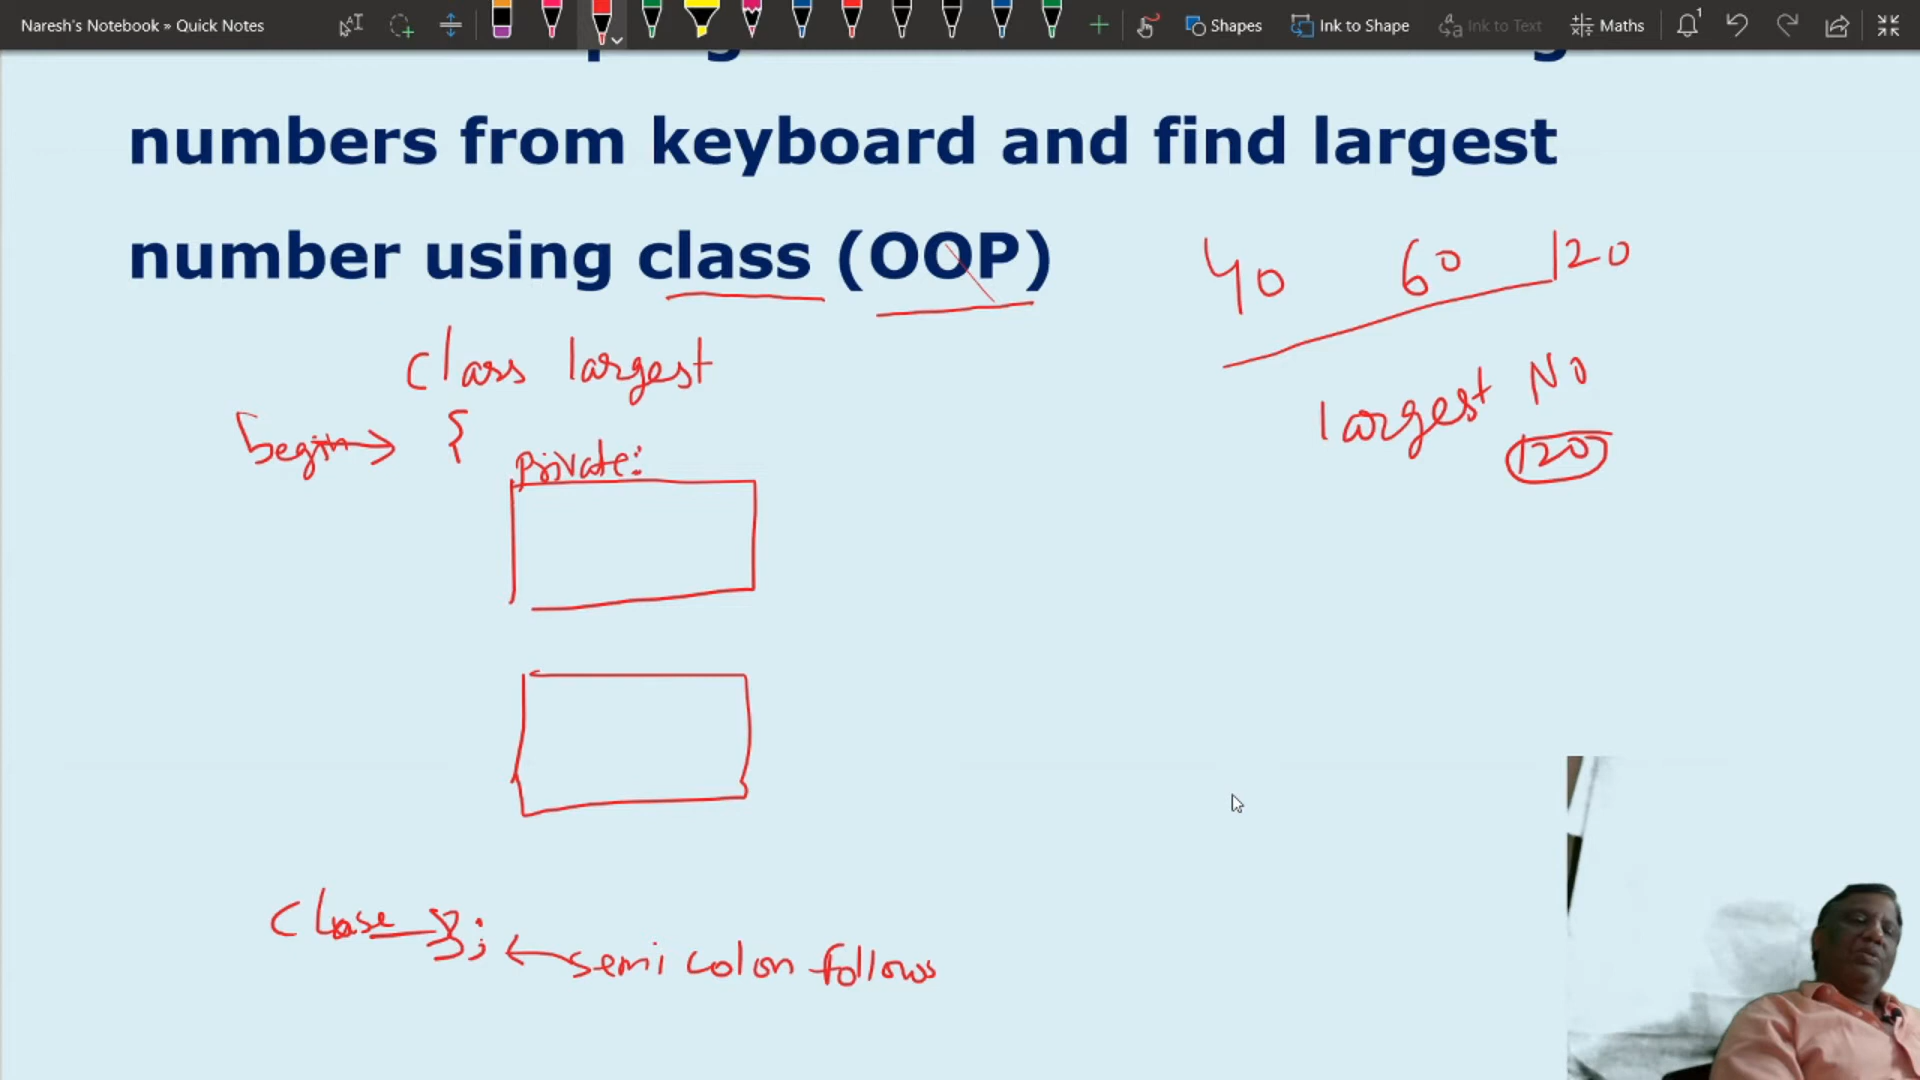 Naresh's Notebook » Quick Notes
Shapes
Ink to Shape
Ink to Text
Maths
1
numbers from keyboard and find largest
number using class (OOP)
40 60 120
class largest
largest No
120
begin → {
private:
close };
← semi colon follows